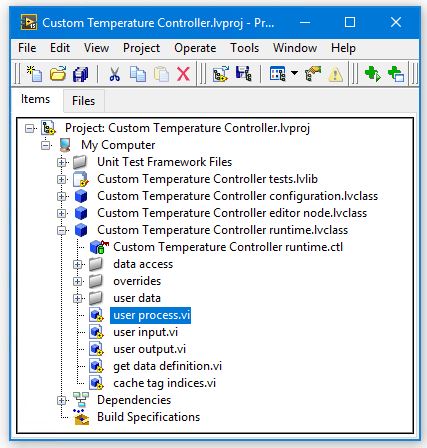 Custom Temperature Controller.lvproj - Pr...
File Edit View Project Operate Tools Window Help
Items Files
Project: Custom Temperature Controller.lvproj
My Computer
Unit Test Framework Files
Custom Temperature Controller tests.lvlib
Custom Temperature Controller configuration.lvclass
Custom Temperature Controller editor node.lvclass
Custom Temperature Controller runtime.lvclass
Custom Temperature Controller runtime.ctl
data access
overrides
user data
user process.vi
user input.vi
user output.vi
get data definition.vi
cache tag indices.vi
Dependencies
Build Specifications